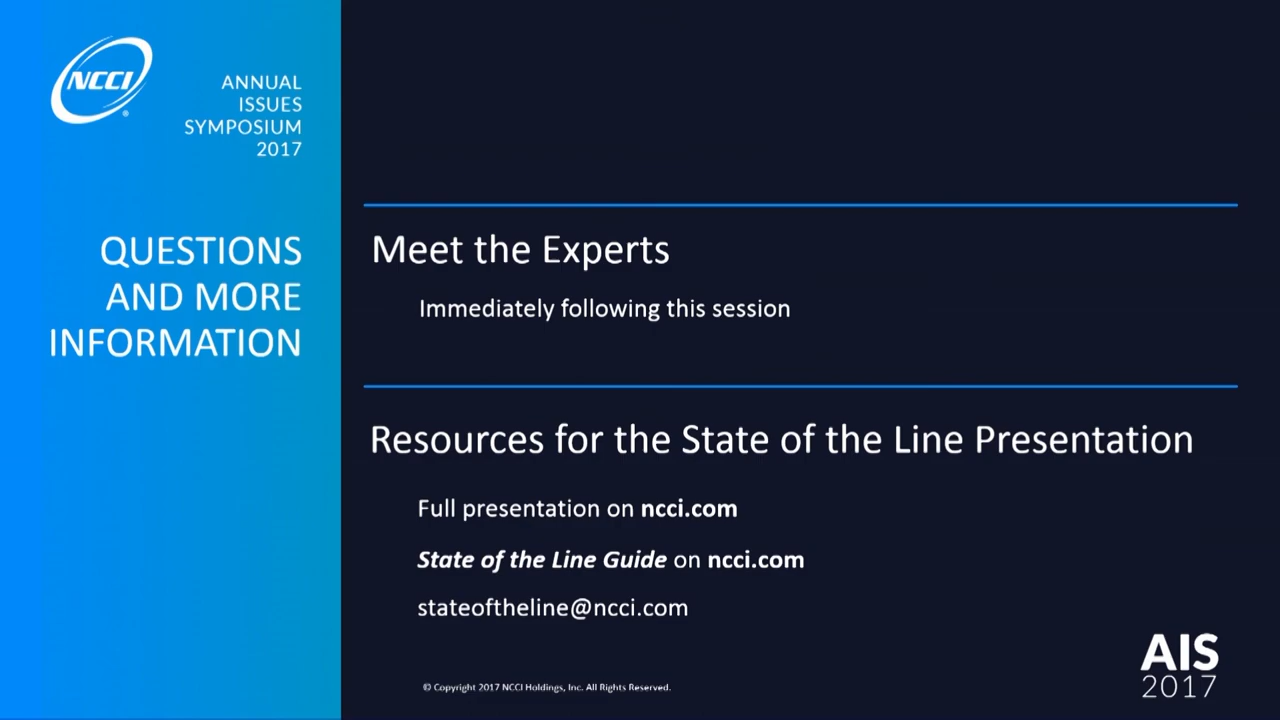 NCCI
®
ANNUAL
ISSUES
SYMPOSIUM
2017
QUESTIONS
AND MORE
INFORMATION
Meet the Experts
Immediately following this session
Resources for the State of the Line Presentation
Full presentation on ncci.com
State of the Line Guide on ncci.com
stateoftheline@ncci.com
© Copyright 2017 NCCI Holdings, Inc. All Rights Reserved.
AIS
2017